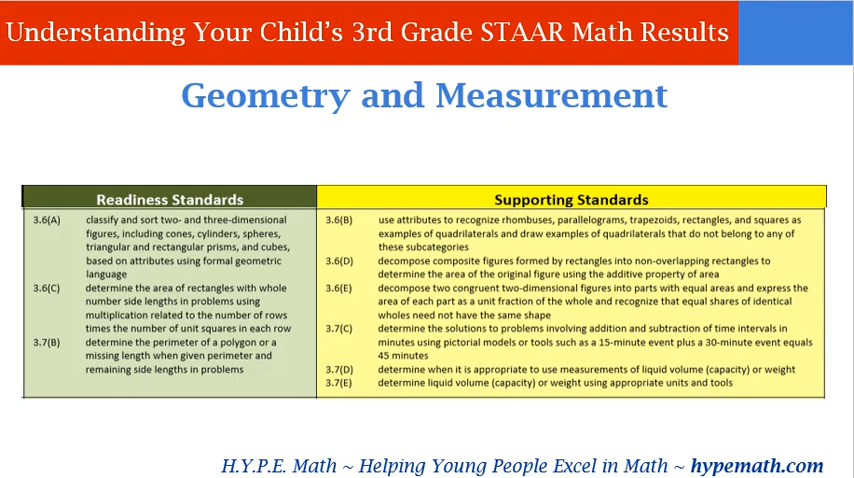 Understanding Your Child's 3rd Grade STAAR Math Results
Geometry and Measurement
Readiness Standards
3.6(A) classify and sort two- and three-dimensional
figures, including cones, cylinders, spheres,
triangular and rectangular prisms, and cubes,
based on attributes using formal geometric
language
3.6(C) determine the area of rectangles with whole
number side lengths in problems using
multiplication related to the number of rows
times the number of unit squares in each row
3.7(B) determine the perimeter of a polygon or a
missing length when given perimeter and
remaining side lengths in problems
Supporting Standards
3.6(B) use attributes to recognize rhombuses, parallelograms, trapezoids, rectangles, and squares as
examples of quadrilaterals and draw examples of quadrilaterals that do not belong to any of
these subcategories
3.6(D) decompose composite figures formed by rectangles into non-overlapping rectangles to
determine the area of the original figure using the additive property of area
3.6(E) decompose two congruent two-dimensional figures into parts with equal areas and express the
area of each part as a unit fraction of the whole and recognize that equal shares of identical
wholes need not have the same shape
3.7(C) determine the solutions to problems involving addition and subtraction of time intervals in
minutes using pictorial models or tools such as a 15-minute event plus a 30-minute event equals
45 minutes
3.7(D) determine when it is appropriate to use measurements of liquid volume (capacity) or weight
3.7(E) determine liquid volume (capacity) or weight using appropriate units and tools
H.Y.P.E. Math ~ Helping Young People Excel in Math ~ hypemath.com